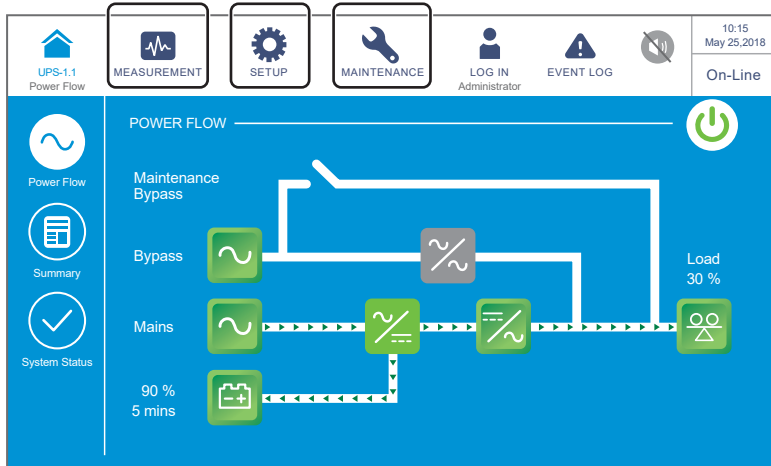 UPS-1.1
Power Flow
MEASUREMENT
SETUP
MAINTENANCE
LOG IN
Administrator
EVENT LOG
10:15
May 25,2018
On-Line
Power Flow
Summary
System Status
POWER FLOW
Maintenance
Bypass
Bypass
Load
30 %
Mains
90 %
5 mins